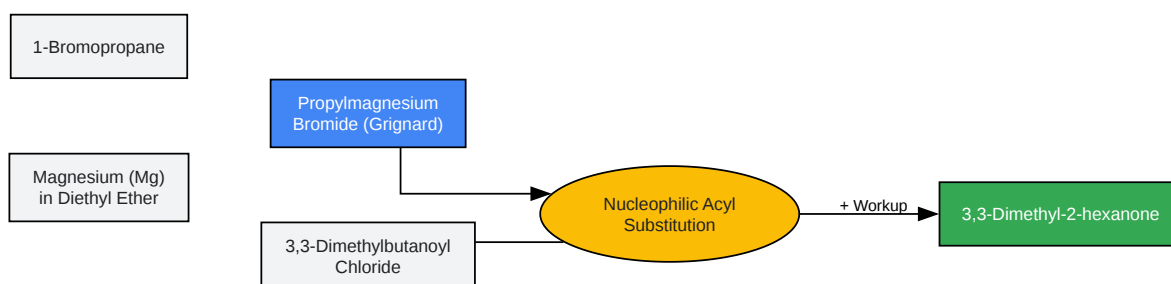 1-Bromopropane
Propylmagnesium
Bromide (Grignard)
Magnesium (Mg)
in Diethyl Ether
Nucleophilic Acyl
Substitution
+ Workup
3,3-Dimethyl-2-hexanone
3,3-Dimethylbutanoyl
Chloride